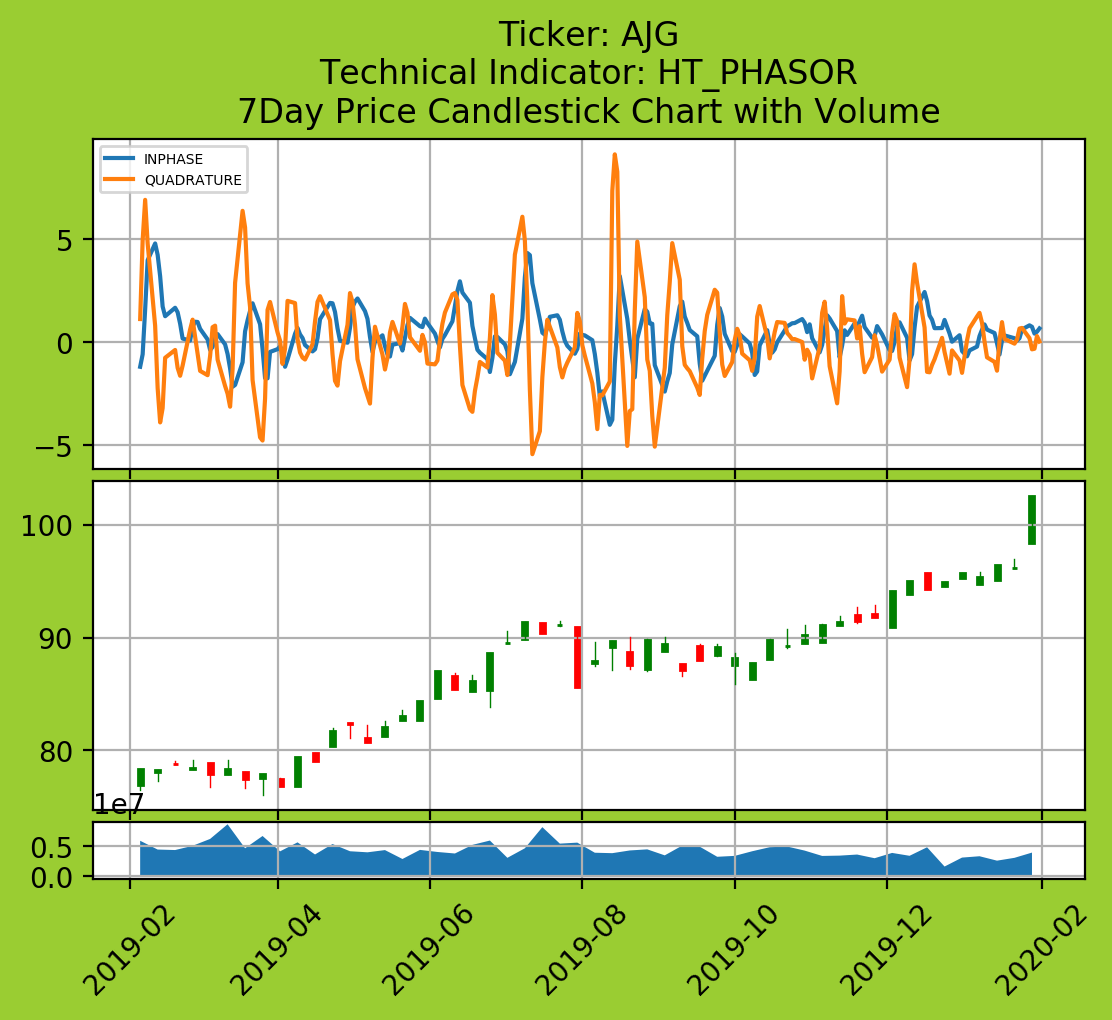 Ticker: AJG
Technical Indicator: HT_PHASOR
7Day Price Candlestick Chart with Volume
INPHASE
QUADRATURE
5
0
−5
100
90
80
1e7
0.5
0.0
2019-02
2019-04
2019-06
2019-08
2019-10
2019-12
2020-02